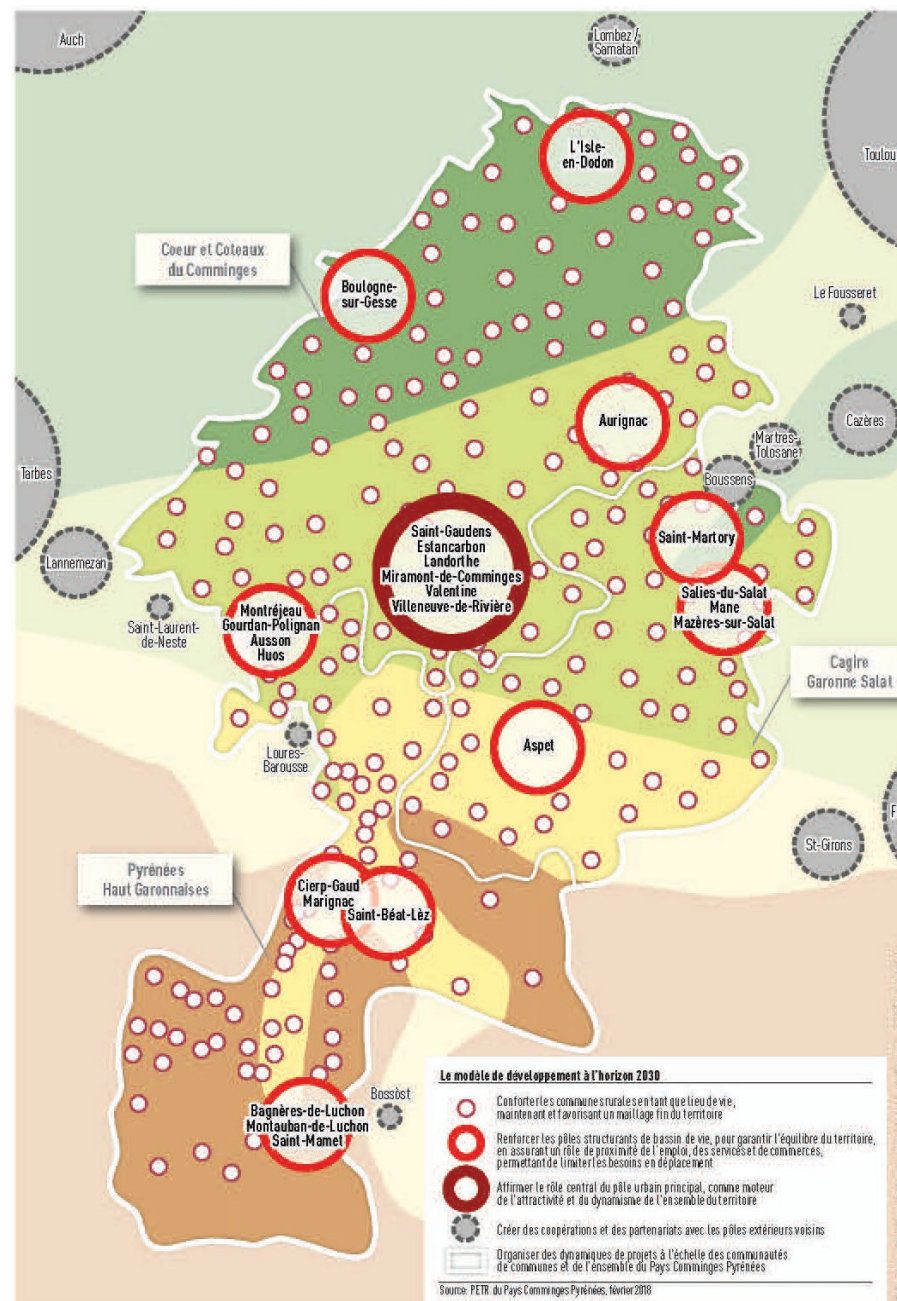 Auch
Lombez /
Samatan
L'Isle-
en-Dodon
Coeur et Coteaux
du Comminges
Boulogne-
sur-Gesse
Le Fousseret
Aurignac
Cazères
Martres-
Tolosane
Tarbes
Boussens
Saint-Gaudens
Estancarbon
Landorthe
Miramont-de-Comminges
Valentine
Villeneuve-de-Rivière
Saint-Martory
Lannemezan
Salies-du-Salat
Mane
Mazères-sur-Salat
Saint-Laurent-
de-Neste
Montréjeau
Gourdan-Polignan
Ausson
Huos
Cagire
Garonne Salat
Loures-
Barousse
Aspet
St-Girons
Pyrénées
Haut Garonnaises
Cierp-Gaud
Marignac
Saint-Béat-Lèz
Bagnères-de-Luchon
Montauban-de-Luchon
Saint-Mamet
Bossòst
Le modèle de développement à l'horizon 2030
Conforter les communes rurales en tant que lieu de vie,
maintenant et favorisant un maillage fin du territoire
Renforcer les pôles structurants de bassin de vie, pour garantir l'équilibre du territoire,
en assurant un rôle de proximité de l'emploi, des services et de commerces,
permettant de limiter les besoins en déplacement
Affirmer le rôle central du pôle urbain principal, comme moteur
de l'attractivité et du dynamisme de l'ensemble du territoire
Créer des coopérations et des partenariats avec les pôles extérieurs voisins
Organiser des dynamiques de projets à l'échelle des communautés
de communes et de l'ensemble du Pays Comminges Pyrénées
Source: PETR du Pays Comminges Pyrénées, février 2018